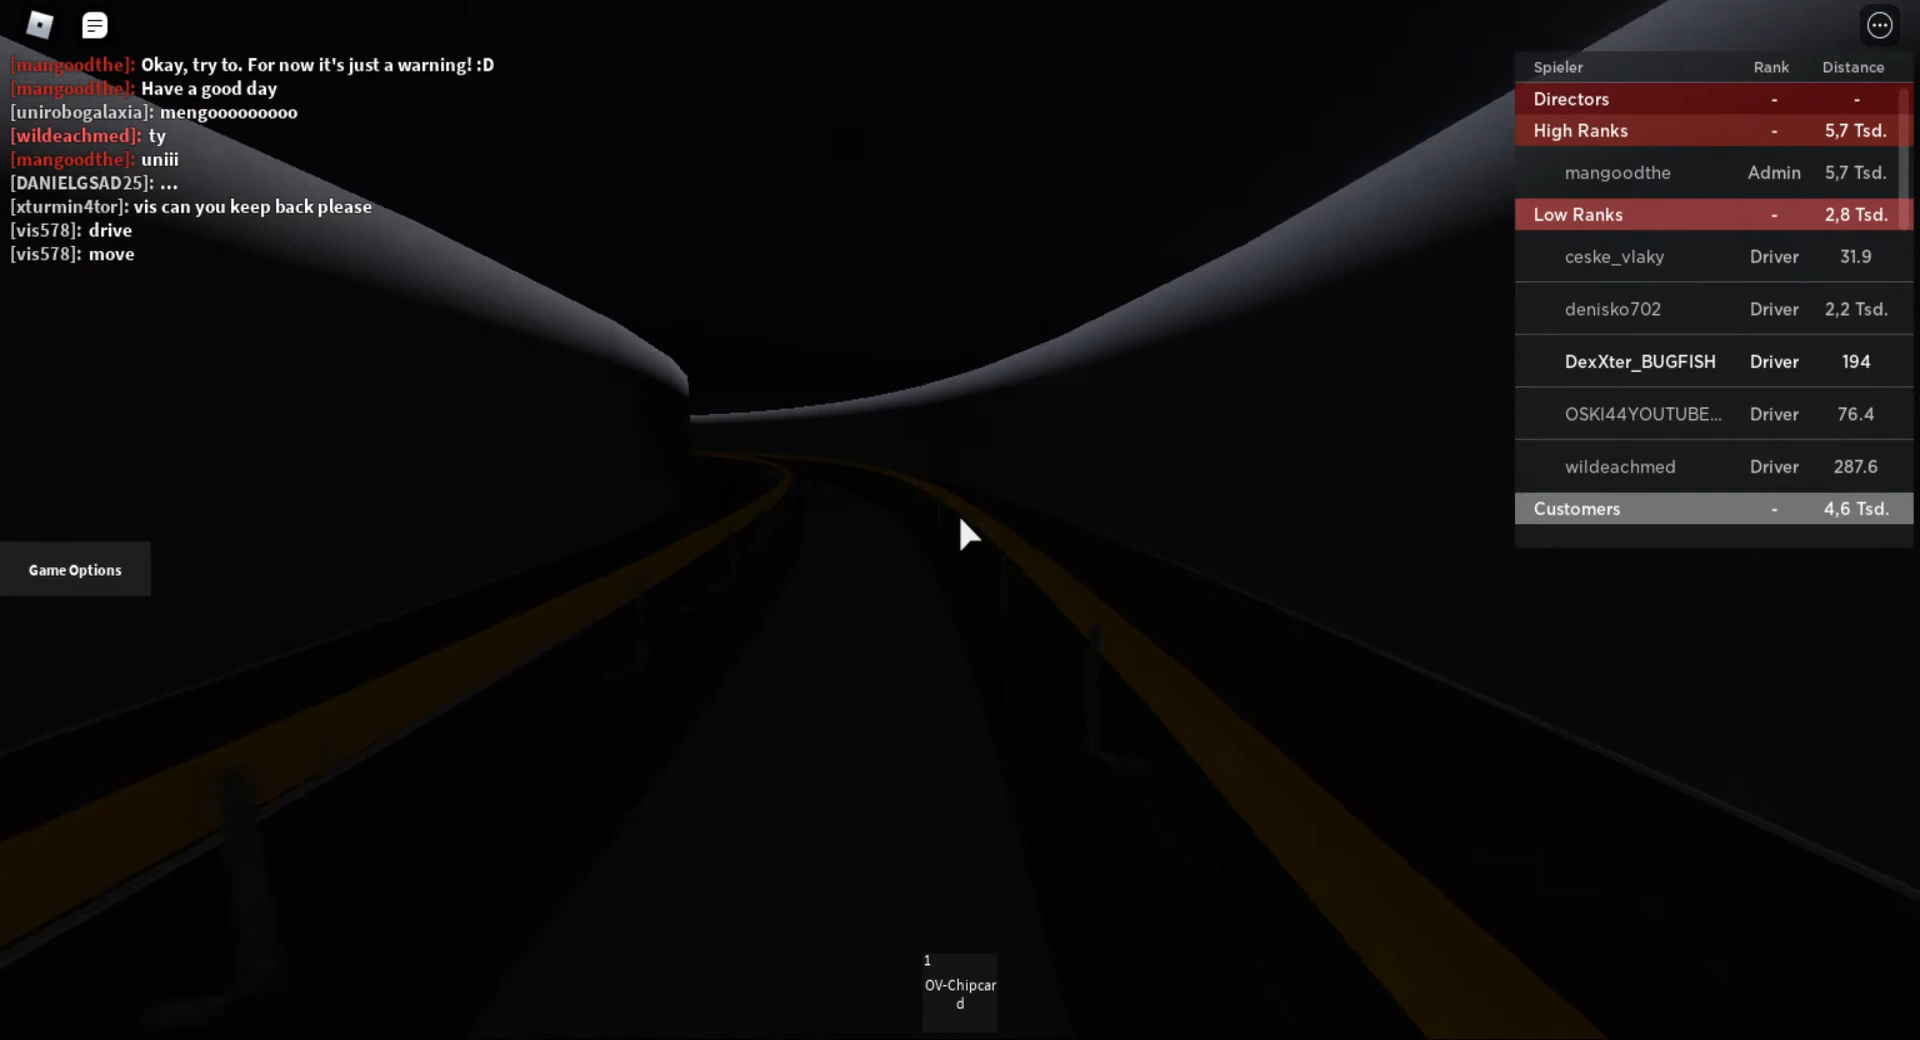 [mangoodthe]: Okay, try to. For now it's just a warning! :D
[mangoodthe]: Have a good day
[unirobogalaxia]: mengooooooooo
[wildeachmed]: ty
[mangoodthe]: uniii
[DANIELGSAD25]: ...
[xturmin4tor]: vis can you keep back please
[vis578]: drive
[vis578]: move
Spieler Rank Distance
Directors - -
High Ranks - 5,7 Tsd.
mangoodthe Admin 5,7 Tsd.
Low Ranks - 2,8 Tsd.
ceske_vlaky Driver 31.9
denisko702 Driver 2,2 Tsd.
DexXter_BUGFISH Driver 194
OSKI44YOUTUBE... Driver 76.4
wildeachmed Driver 287.6
Customers - 4,6 Tsd.
Game Options
1
OV-Chipcar
d